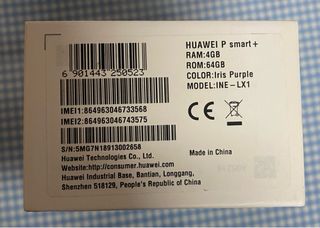 HUAWEI P smart+
RAM:4GB
ROM:64GB
COLOR:Iris Purple
MODEL:INE-LX1
6 901443 250523
IMEI1:864963046733568
IMEI2:864963046743575
S/N:5MG7N18913002658
Huawei Technologies Co., Ltd.
Website:http://consumer.huawei.com
Huawei Industrial Base, Bantian, Longgang,
Shenzhen 518129, People's Republic of China
CE
Made in China